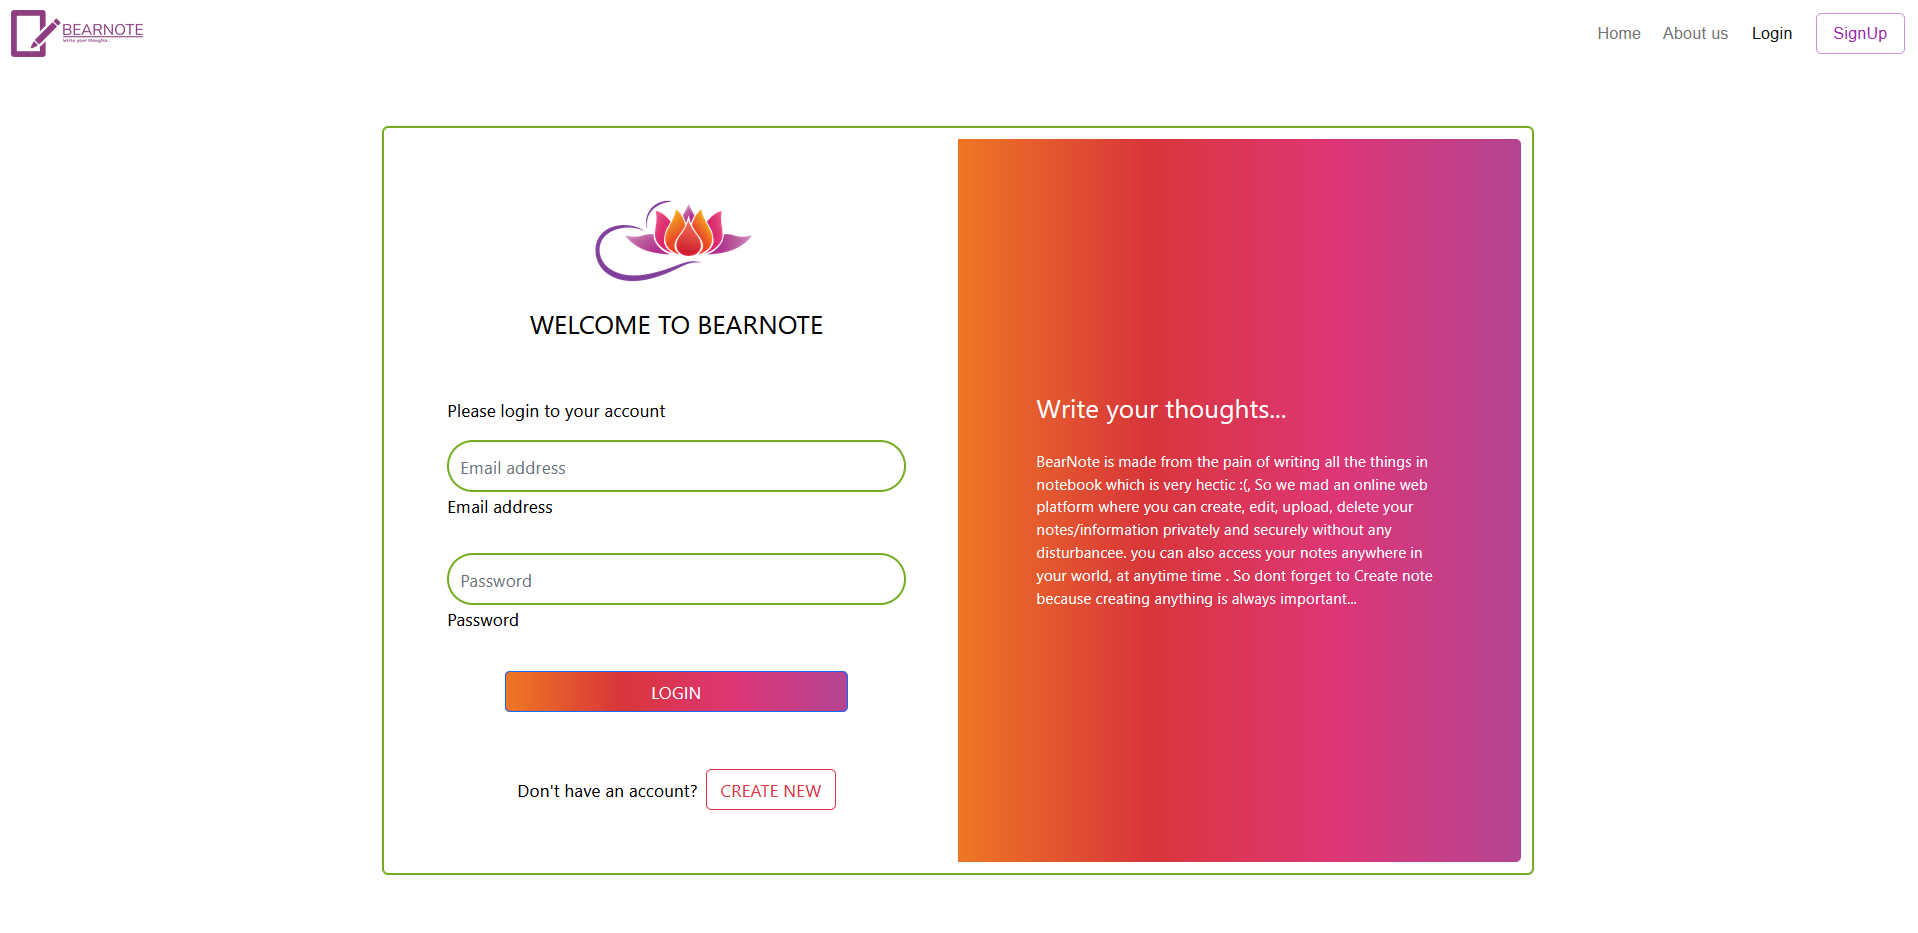 BEARNOTE
Write your thoughts..
Home
About us
Login
SignUp
WELCOME TO BEARNOTE
Please login to your account
Email address
Email address
Password
Password
LOGIN
Don't have an account?
CREATE NEW
Write your thoughts...
BearNote is made from the pain of writing all the things in
notebook which is very hectic :(, So we mad an online web
platform where you can create, edit, upload, delete your
notes/information privately and securely without any
disturbancee. you can also access your notes anywhere in
your world, at anytime time . So dont forget to Create note
because creating anything is always important...